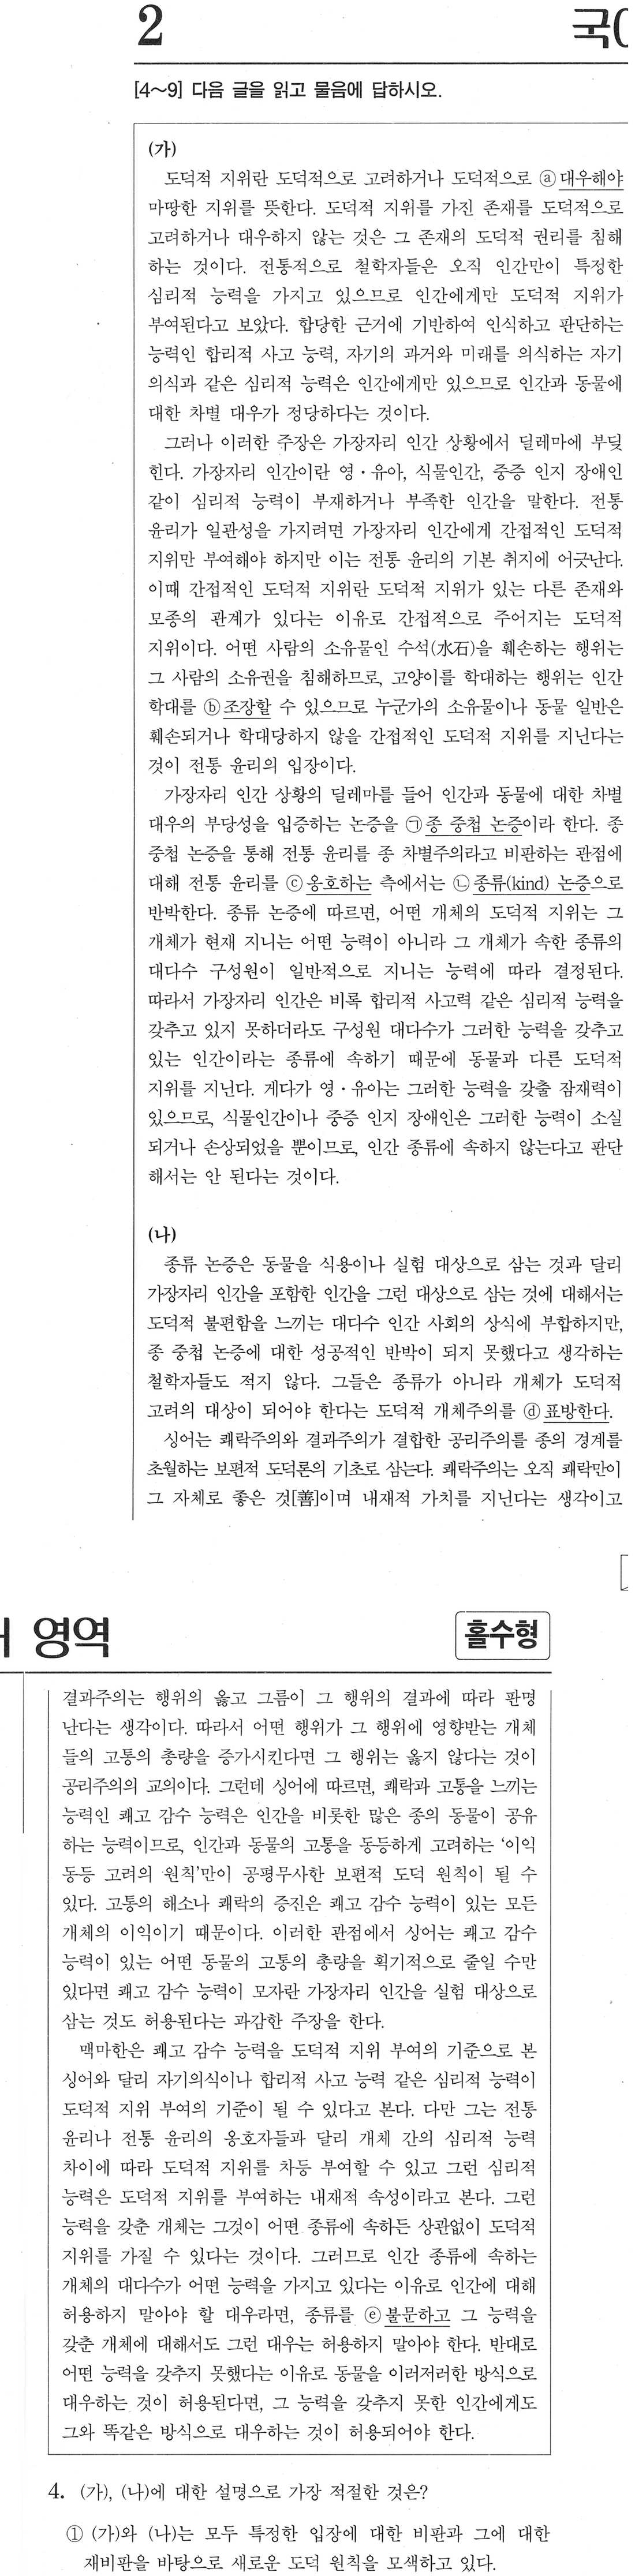 2
국어
[4~9] 다음 글을 읽고 물음에 답하시오.
(가)
도덕적 지위란 도덕적으로 고려하거나 도덕적으로 ⓐ 대우해야
마땅한 지위를 뜻한다. 도덕적 지위를 가진 존재를 도덕적으로
고려하거나 대우하지 않는 것은 그 존재의 도덕적 권리를 침해
하는 것이다. 전통적으로 철학자들은 오직 인간만이 특정한
심리적 능력을 가지고 있으므로 인간에게만 도덕적 지위가
부여된다고 보았다. 합당한 근거에 기반하여 인식하고 판단하는
능력인 합리적 사고 능력, 자기의 과거와 미래를 의식하는 자기
의식과 같은 심리적 능력은 인간에게만 있으므로 인간과 동물에
대한 차별 대우가 정당하다는 것이다.
그러나 이러한 주장은 가장자리 인간 상황에서 딜레마에 부딪
힌다. 가장자리 인간이란 영·유아, 식물인간, 중증 인지 장애인
같이 심리적 능력이 부재하거나 부족한 인간을 말한다. 전통
윤리가 일관성을 가지려면 가장자리 인간에게 간접적인 도덕적
지위만 부여해야 하지만 이는 전통 윤리의 기본 취지에 어긋난다.
이때 간접적인 도덕적 지위란 도덕적 지위가 있는 다른 존재와
모종의 관계가 있다는 이유로 간접적으로 주어지는 도덕적
지위이다. 어떤 사람의 소유물인 수석(水石)을 훼손하는 행위는
그 사람의 소유권을 침해하므로, 고양이를 학대하는 행위는 인간
학대를 ⓑ 조장할 수 있으므로 누군가의 소유물이나 동물 일반은
훼손되거나 학대당하지 않을 간접적인 도덕적 지위를 지닌다는
것이 전통 윤리의 입장이다.
가장자리 인간 상황의 딜레마를 들어 인간과 동물에 대한 차별
대우의 부당성을 입증하는 논증을 ㉠ 종 중첩 논증이라 한다. 종
중첩 논증을 통해 전통 윤리를 종 차별주의라고 비판하는 관점에
대해 전통 윤리를 ⓒ 옹호하는 측에서는 ㉡ 종류(kind) 논증으로
반박한다. 종류 논증에 따르면, 어떤 개체의 도덕적 지위는 그
개체가 현재 지니는 어떤 능력이 아니라 그 개체가 속한 종류의
대다수 구성원이 일반적으로 지니는 능력에 따라 결정된다.
따라서 가장자리 인간은 비록 합리적 사고력 같은 심리적 능력을
갖추고 있지 못하더라도 구성원 대다수가 그러한 능력을 갖추고
있는 인간이라는 종류에 속하기 때문에 동물과 다른 도덕적
지위를 지닌다. 게다가 영·유아는 그러한 능력을 갖출 잠재력이
있으므로, 식물인간이나 중증 인지 장애인은 그러한 능력이 소실
되거나 손상되었을 뿐이므로, 인간 종류에 속하지 않는다고 판단
해서는 안 된다는 것이다.
(나)
종류 논증은 동물을 식용이나 실험 대상으로 삼는 것과 달리
가장자리 인간을 포함한 인간을 그런 대상으로 삼는 것에 대해서는
도덕적 불편함을 느끼는 대다수 인간 사회의 상식에 부합하지만,
종 중첩 논증에 대한 성공적인 반박이 되지 못했다고 생각하는
철학자들도 적지 않다. 그들은 종류가 아니라 개체가 도덕적
고려의 대상이 되어야 한다는 도덕적 개체주의를 ⓓ 표방한다.
싱어는 쾌락주의와 결과주의가 결합한 공리주의를 종의 경계를
초월하는 보편적 도덕론의 기초로 삼는다. 쾌락주의는 오직 쾌락만이
그 자체로 좋은 것[善]이며 내재적 가치를 지닌다는 생각이고
어 영역
홀수형
결과주의는 행위의 옳고 그름이 그 행위의 결과에 따라 판명
난다는 생각이다. 따라서 어떤 행위가 그 행위에 영향받는 개체
들의 고통의 총량을 증가시킨다면 그 행위는 옳지 않다는 것이
공리주의의 교의이다. 그런데 싱어에 따르면, 쾌락과 고통을 느끼는
능력인 쾌고 감수 능력은 인간을 비롯한 많은 종의 동물이 공유
하는 능력이므로, 인간과 동물의 고통을 동등하게 고려하는 ‘이익
동등 고려의 원칙’만이 공평무사한 보편적 도덕 원칙이 될 수
있다. 고통의 해소나 쾌락의 증진은 쾌고 감수 능력이 있는 모든
개체의 이익이기 때문이다. 이러한 관점에서 싱어는 쾌고 감수
능력이 있는 어떤 동물의 고통의 총량을 획기적으로 줄일 수만
있다면 쾌고 감수 능력이 모자란 가장자리 인간을 실험 대상으로
삼는 것도 허용된다는 과감한 주장을 한다.
맥마한은 쾌고 감수 능력을 도덕적 지위 부여의 기준으로 본
싱어와 달리 자기의식이나 합리적 사고 능력 같은 심리적 능력이
도덕적 지위 부여의 기준이 될 수 있다고 본다. 다만 그는 전통
윤리나 전통 윤리의 옹호자들과 달리 개체 간의 심리적 능력
차이에 따라 도덕적 지위를 차등 부여할 수 있고 그런 심리적
능력은 도덕적 지위를 부여하는 내재적 속성이라고 본다. 그런
능력을 갖춘 개체는 그것이 어떤 종류에 속하든 상관없이 도덕적
지위를 가질 수 있다는 것이다. 그러므로 인간 종류에 속하는
개체의 대다수가 어떤 능력을 가지고 있다는 이유로 인간에 대해
허용하지 말아야 할 대우라면, 종류를 ⓔ 불문하고 그 능력을
갖춘 개체에 대해서도 그런 대우는 허용하지 말아야 한다. 반대로
어떤 능력을 갖추지 못했다는 이유로 동물을 이러저러한 방식으로
대우하는 것이 허용된다면, 그 능력을 갖추지 못한 인간에게도
그와 똑같은 방식으로 대우하는 것이 허용되어야 한다.
4. (가), (나)에 대한 설명으로 가장 적절한 것은?
① (가)와 (나)는 모두 특정한 입장에 대한 비판과 그에 대한
재비판을 바탕으로 새로운 도덕 원칙을 모색하고 있다.